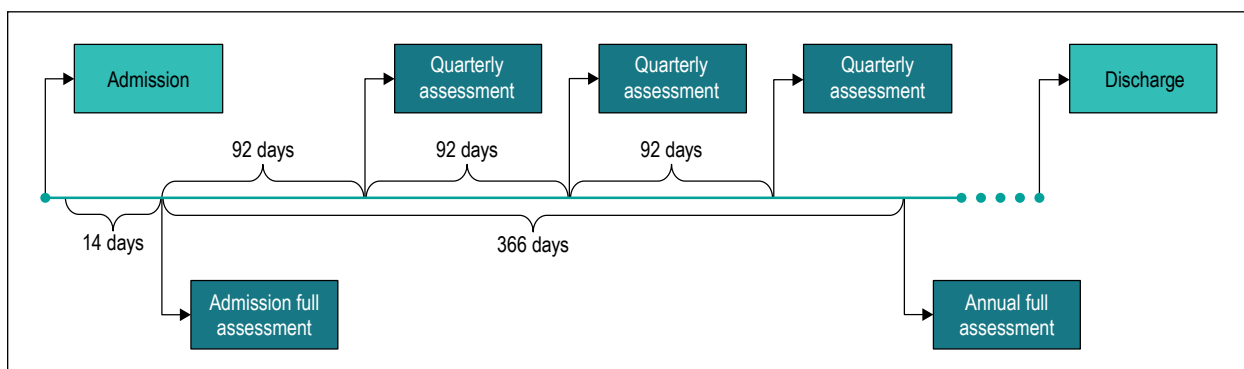 Admission
Quarterly
assessment
Quarterly
assessment
Quarterly
assessment
Discharge
92 days
92 days
92 days
14 days
366 days
Admission full
assessment
Annual full
assessment